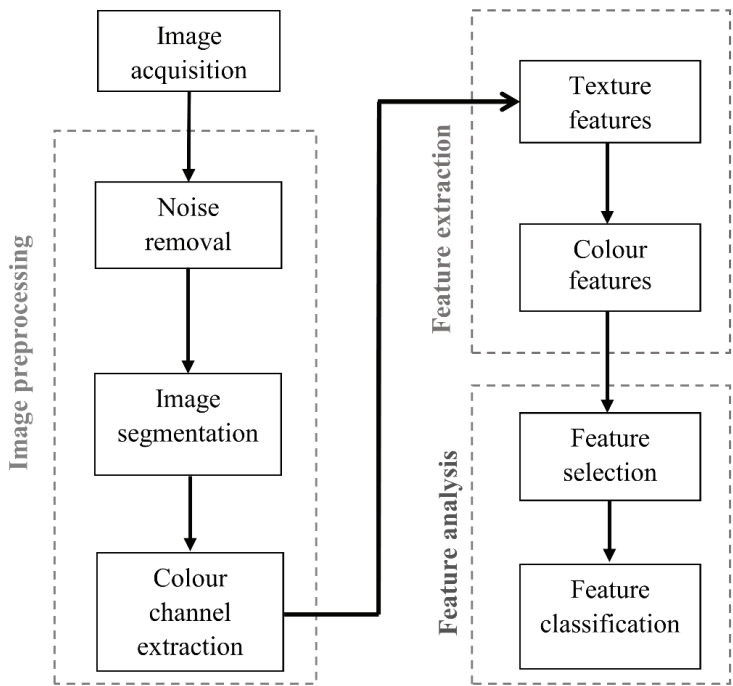 Image
acquisition
Image preprocessing
Noise
removal
Image
segmentation
Colour
channel
extraction
Feature extraction
Texture
features
Colour
features
Feature analysis
Feature
selection
Feature
classification